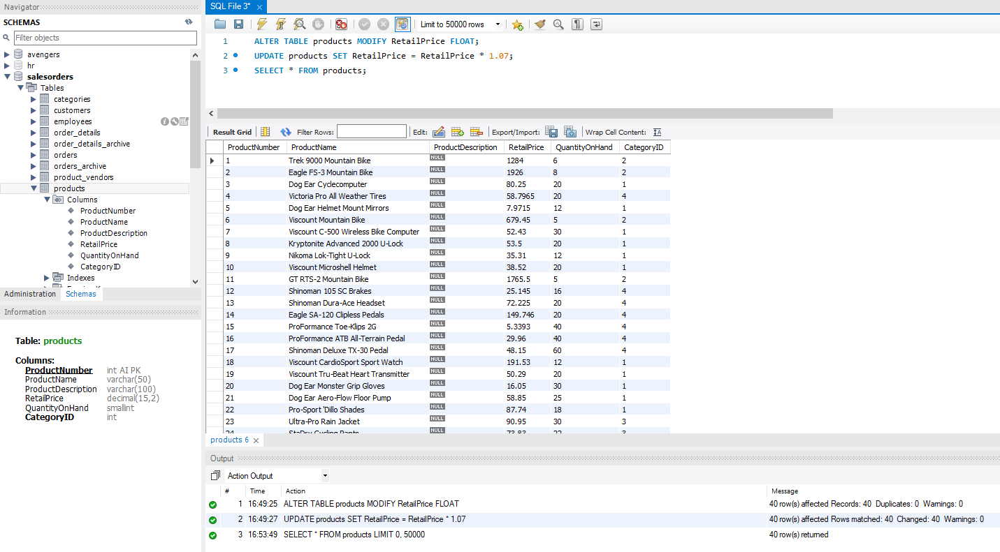 Navigator
SCHEMAS
Filter objects
avengers
hr
salesorders
Tables
categories
customers
employees
order_details
order_details_archive
orders
orders_archive
product_vendors
products
Columns
ProductNumber
ProductName
ProductDescription
RetailPrice
QuantityOnHand
CategoryID
Indexes
Administration Schemas
Information
Table: products
Columns:
ProductNumber int AI PK
ProductName varchar(50)
ProductDescription varchar(100)
RetailPrice decimal(15,2)
QuantityOnHand smallint
CategoryID int
SQL File 3*
Limit to 50000 rows
1 ALTER TABLE products MODIFY RetailPrice FLOAT;
2 UPDATE products SET RetailPrice = RetailPrice * 1.07;
3 SELECT * FROM products;
Result Grid Filter Rows: Edit: Export/Import: Wrap Cell Content:
ProductNumber ProductName ProductDescription RetailPrice QuantityOnHand CategoryID
1 Trek 9000 Mountain Bike NULL 1284 6 2
2 Eagle FS-3 Mountain Bike NULL 1926 8 2
3 Dog Ear Cyclecomputer NULL 80.25 20 1
4 Victoria Pro All Weather Tires NULL 58.7965 20 4
5 Dog Ear Helmet Mount Mirrors NULL 7.9715 12 1
6 Viscount Mountain Bike NULL 679.45 5 2
7 Viscount C-500 Wireless Bike Computer NULL 52.43 30 1
8 Kryptonite Advanced 2000 U-Lock NULL 53.5 20 1
9 Nikoma Lok-Tight U-Lock NULL 35.31 12 1
10 Viscount Microshell Helmet NULL 38.52 20 1
11 GT RTS-2 Mountain Bike NULL 1765.5 5 2
12 Shinoman 105 SC Brakes NULL 25.145 16 4
13 Shinoman Dura-Ace Headset NULL 72.225 20 4
14 Eagle SA-120 Clipless Pedals NULL 149.746 20 4
15 ProFormance Toe-Klips 2G NULL 5.3393 40 4
16 ProFormance ATB All-Terrain Pedal NULL 29.96 40 4
17 Shinoman Deluxe TX-30 Pedal NULL 48.15 60 4
18 Viscount CardioSport Sport Watch NULL 191.53 12 1
19 Viscount Tru-Beat Heart Transmitter NULL 50.29 20 1
20 Dog Ear Monster Grip Gloves NULL 16.05 30 1
21 Dog Ear Aero-Flow Floor Pump NULL 58.85 25 1
22 Pro-Sport 'Dillo Shades NULL 87.74 18 1
23 Ultra-Pro Rain Jacket NULL 90.95 30 3
24 StaDry Cycling Pants NULL 73.83 22 3
products 6
Output
Action Output
# Time Action Message
1 16:49:25 ALTER TABLE products MODIFY RetailPrice FLOAT 40 row(s) affected Records: 40 Duplicates: 0 Warnings: 0
2 16:49:27 UPDATE products SET RetailPrice = RetailPrice * 1.07 40 row(s) affected Rows matched: 40 Changed: 40 Warnings: 0
3 16:53:49 SELECT * FROM products LIMIT 0, 50000 40 row(s) returned